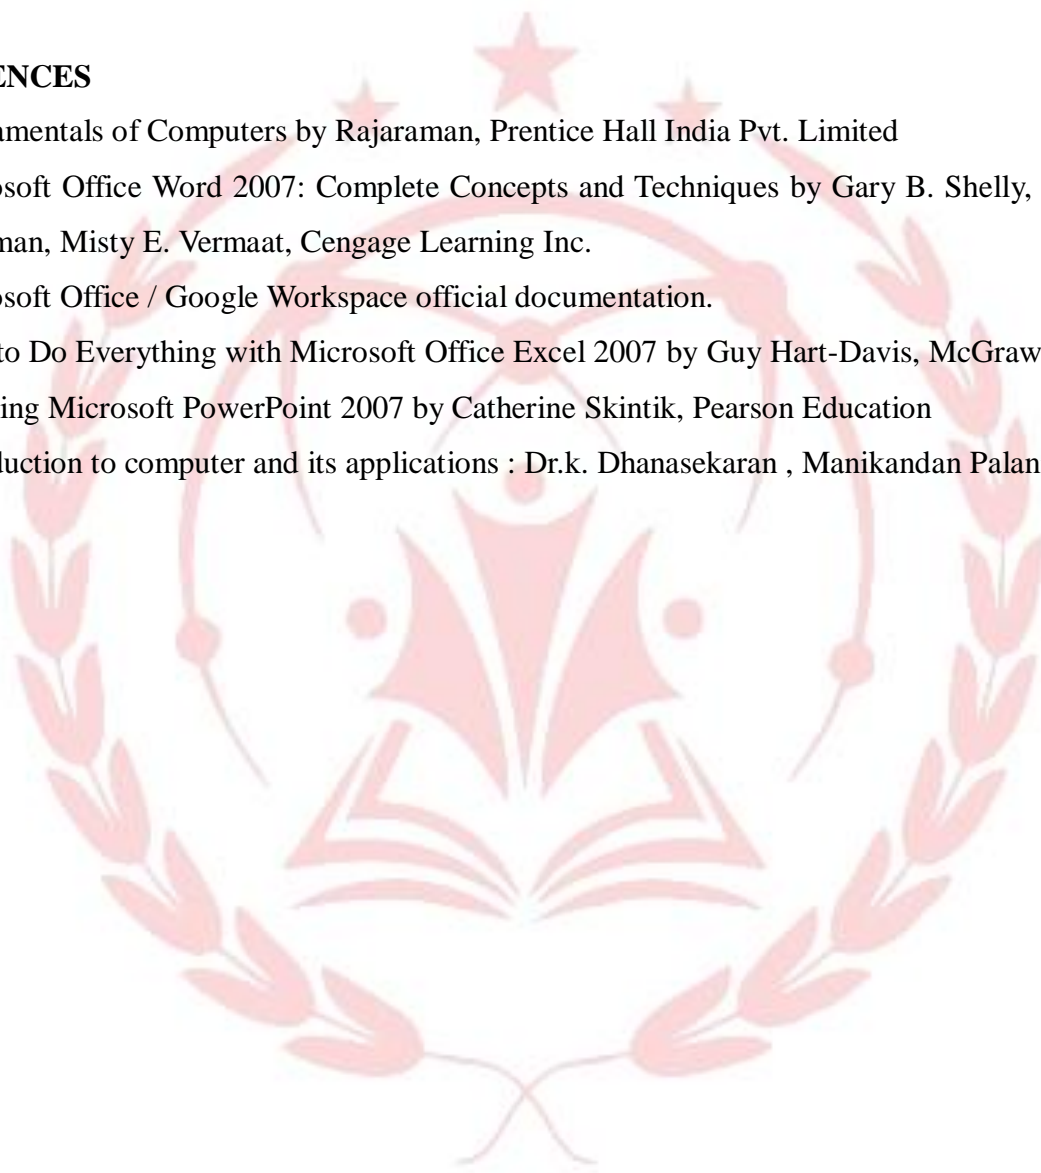 ENCES
amentals of Computers by Rajaraman, Prentice Hall India Pvt. Limited
osoft Office Word 2007: Complete Concepts and Techniques by Gary B. Shelly,
man, Misty E. Vermaat, Cengage Learning Inc.
osoft Office / Google Workspace official documentation.
to Do Everything with Microsoft Office Excel 2007 by Guy Hart-Davis, McGraw
ing Microsoft PowerPoint 2007 by Catherine Skintik, Pearson Education
duction to computer and its applications : Dr.k. Dhanasekaran , Manikandan Palan